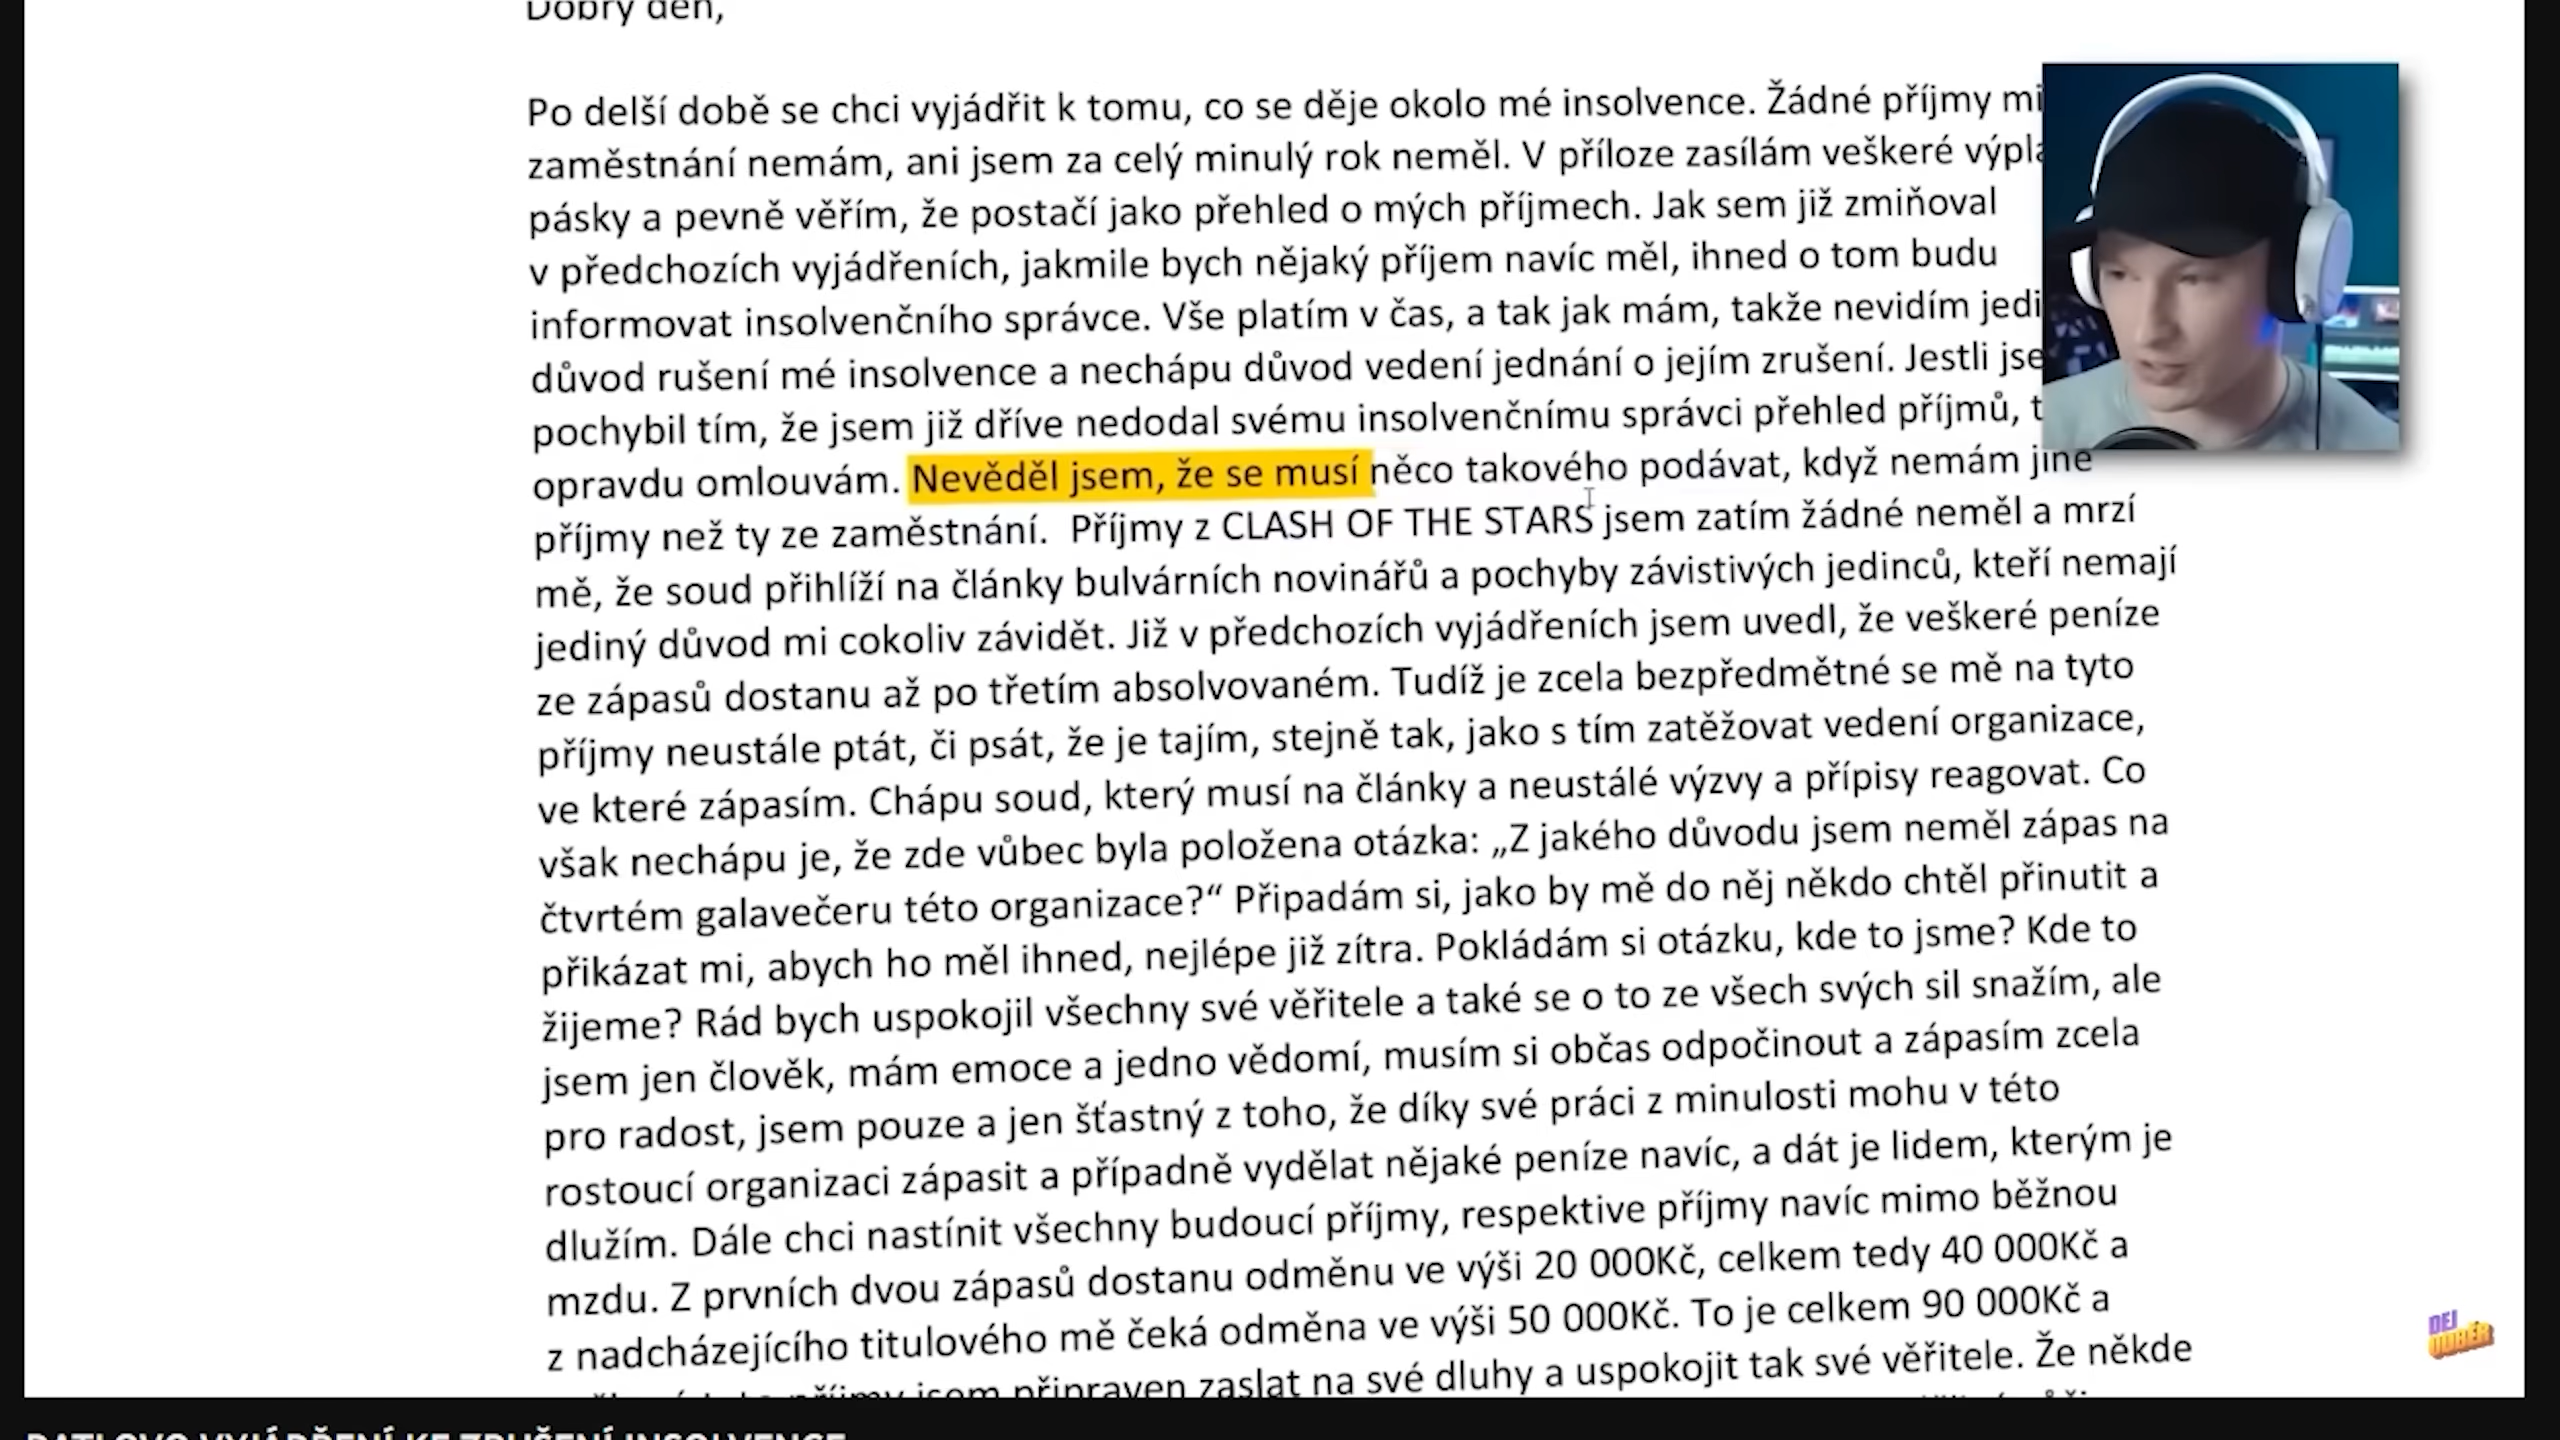 Dobrý den,
Po delší době se chci vyjádřit k tomu, co se děje okolo mé insolvence. Žádné příjmy mi
zaměstnání nemám, ani jsem za celý minulý rok neměl. V příloze zasílám veškeré
pásky a pevně věřím, že postačí jako přehled o mých příjmech. Jak sem již zmiňoval
v předchozích vyjádřeních, jakmile bych nějaký příjem navíc měl, ihned o tom budu
informovat insolvenčního správce. Vše platím v čas, a tak jak mám, takže nevidím
důvod rušení mé insolvence a nechápu důvod vedení jednání o jejím zrušení. Jestli
pochybil tím, že jsem již dříve nedodal svému insolvenčnímu správci přehled příjmů,
opravdu omlouvám. Nevěděl jsem, že se musí něco takového podávat, když nemám jiné
příjmy než ty ze zaměstnání. Příjmy z CLASH OF THE STARS jsem zatím žádné neměl a mrzí
mě, že soud přihlíží na články bulvárních novinářů a pochyby závistivých jedinců, kteří nemají
jediný důvod mi cokoliv závidět. Již v předchozích vyjádřeních jsem uvedl, že veškeré peníze
ze zápasů dostanu až po třetím absolvovaném. Tudíž je zcela bezpředmětné se mě na tyto
příjmy neustále ptát, či psát, že je tajím, stejně tak, jako s tím zatěžovat vedení organizace,
ve které zápasím. Chápu soud, který musí na články a neustálé výzvy a přípisy reagovat. Co
však nechápu je, že zde vůbec byla položena otázka: „Z jakého důvodu jsem neměl zápas na
čtvrtém galavečeru této organizace?“ Připadám si, jako by mě do něj někdo chtěl přinutit a
přikázat mi, abych ho měl ihned, nejlépe již zítra. Pokládám si otázku, kde to jsme? Kde to
žijeme? Rád bych uspokojil všechny své věřitele a také se o to ze všech svých sil snažím, ale
jsem jen člověk, mám emoce a jedno vědomí, musím si občas odpočinout a zápasím zcela
pro radost, jsem pouze a jen šťastný z toho, že díky své práci z minulosti mohu v této
rostoucí organizaci zápasit a případně vydělat nějaké peníze navíc, a dát je lidem, kterým je
dlužím. Dále chci nastínit všechny budoucí příjmy, respektive příjmy navíc mimo běžnou
mzdu. Z prvních dvou zápasů dostanu odměnu ve výši 20 000Kč, celkem tedy 40 000Kč a
z nadcházejícího titulového mě čeká odměna ve výši 50 000Kč. To je celkem 90 000Kč a
příjmy jsem připraven zaslat na své dluhy a uspokojit tak své věřitele. Že někde
DEJ
ODBĚR
VYJÁDŘENÍ KE ZRUŠENÍ INSOLVENCE